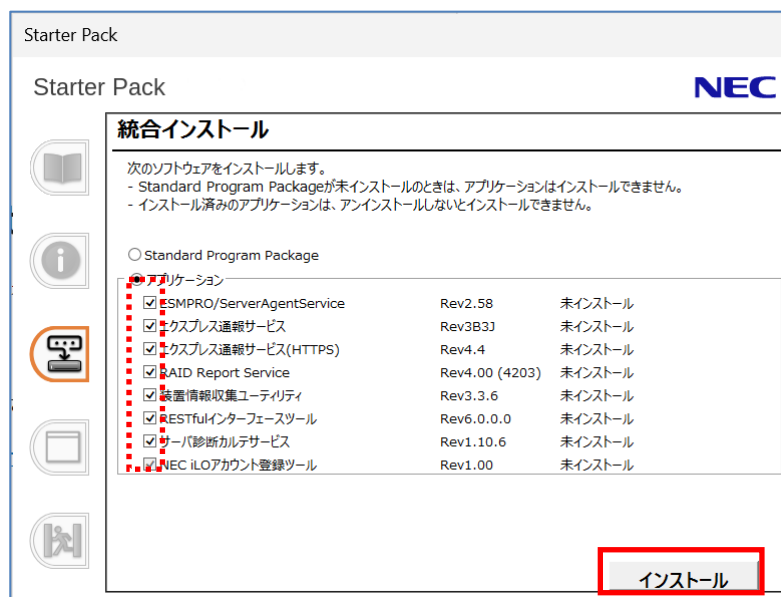 Starter Pack
Starter Pack
NEC
統合インストール
次のソフトウェアをインストールします。
- Standard Program Packageが未インストールのときは、アプリケーションはインストールできません。
- インストール済みのアプリケーションは、アンインストールしないとインストールできません。
Standard Program Package
アプリケーション
ESMPRO/ServerAgentService Rev2.58 未インストール
エクスプレス通報サービス Rev3B3J 未インストール
エクスプレス通報サービス(HTTPS) Rev4.4 未インストール
RAID Report Service Rev4.00 (4203) 未インストール
装置情報収集ユーティリティ Rev3.3.6 未インストール
RESTfulインターフェースツール Rev6.0.0.0 未インストール
サーバ診断カルテサービス Rev1.10.6 未インストール
NEC iLOアカウント登録ツール Rev1.00 未インストール
インストール